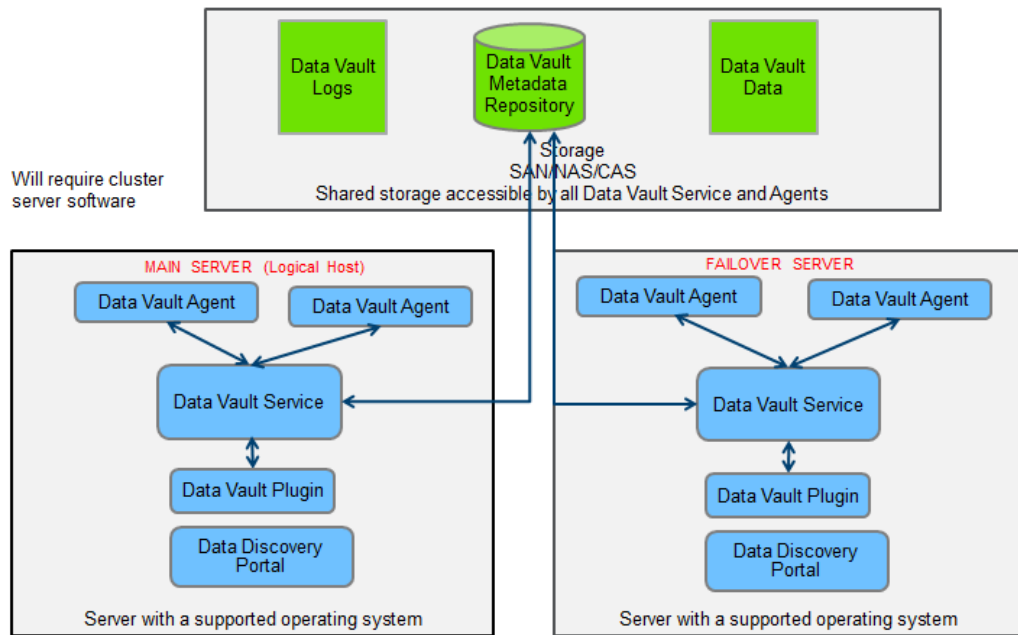 Data Vault
Logs
Data Vault
Metadata
Repository
Data Vault
Data
Storage
SAN/NAS/CAS
Shared storage accessible by all Data Vault Service and Agents
Will require cluster
server software
MAIN SERVER (Logical Host)
Data Vault Agent
Data Vault Agent
Data Vault Service
Data Vault Plugin
Data Discovery
Portal
Server with a supported operating system
FAILOVER SERVER
Data Vault Agent
Data Vault Agent
Data Vault Service
Data Vault Plugin
Data Discovery
Portal
Server with a supported operating system